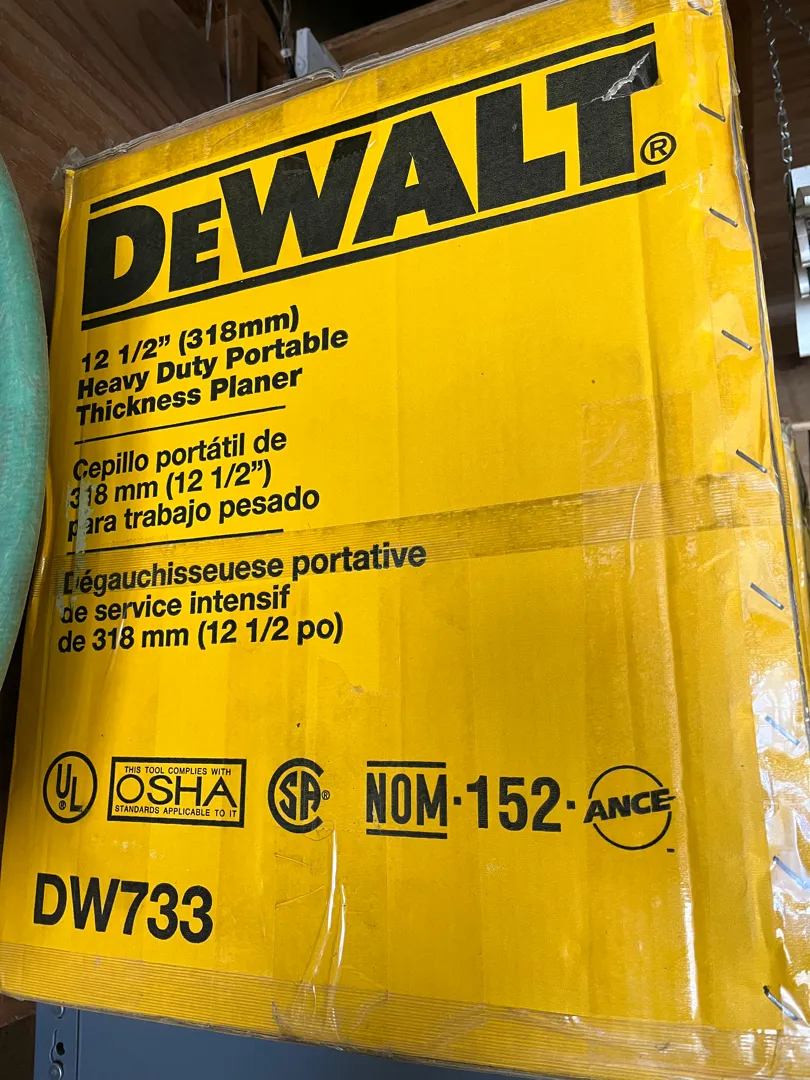 DEWALT®
12 1/2” (318mm)
Heavy Duty Portable
Thickness Planer
Cepillo portátil de
318 mm (12 1/2”)
para trabajo pesado
Dégauchisseuese portative
de service intensif
de 318 mm (12 1/2 po)
UL®
THIS TOOL COMPLIES WITH
OSHA
STANDARDS APPLICABLE TO IT
SA®
NOM·152·ANCE
DW733